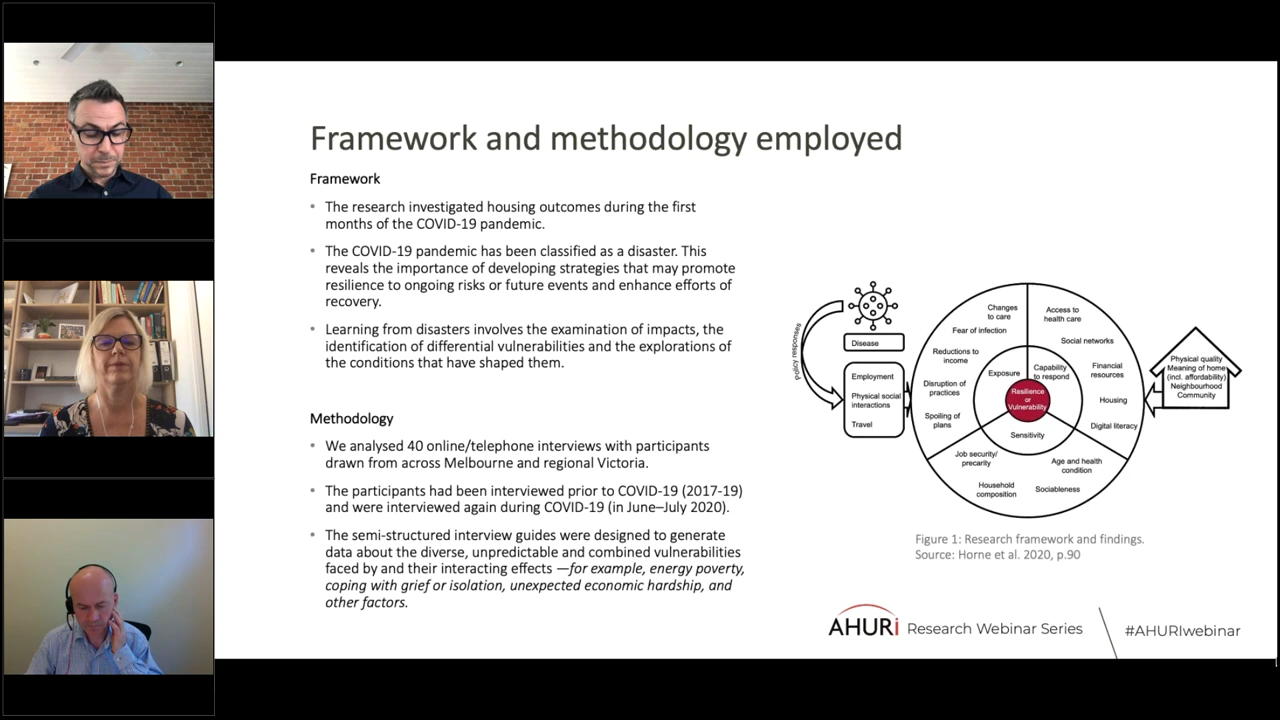 Framework and methodology employed
Framework
• The research investigated housing outcomes during the first
months of the COVID-19 pandemic.
• The COVID-19 pandemic has been classified as a disaster. This
reveals the importance of developing strategies that may promote
resilience to ongoing risks or future events and enhance efforts of
recovery.
• Learning from disasters involves the examination of impacts, the
identification of differential vulnerabilities and the explorations of
the conditions that have shaped them.
Methodology
• We analysed 40 online/telephone interviews with participants
drawn from across Melbourne and regional Victoria.
• The participants had been interviewed prior to COVID-19 (2017-19)
and were interviewed again during COVID-19 (in June–July 2020).
• The semi-structured interview guides were designed to generate
data about the diverse, unpredictable and combined vulnerabilities
faced by and their interacting effects —for example, energy poverty,
coping with grief or isolation, unexpected economic hardship, and
other factors.
Policy responses
Disease
Employment
Physical social
interactions
Travel
Changes
to care
Fear of infection
Reductions to
income
Disruption of
practices
Spoiling of
plans
Exposure
Access to
health care
Social networks
Financial
resources
Housing
Digital literacy
Capability
to respond
Resilience
or
Vulnerability
Sensitivity
Job security/
precarity
Household
composition
Age and health
condition
Sociableness
Physical quality
Meaning of home
(incl. affordability)
Neighbourhood
Community
Figure 1: Research framework and findings.
Source: Horne et al. 2020, p.90
AHURI Research Webinar Series
#AHURIwebinar